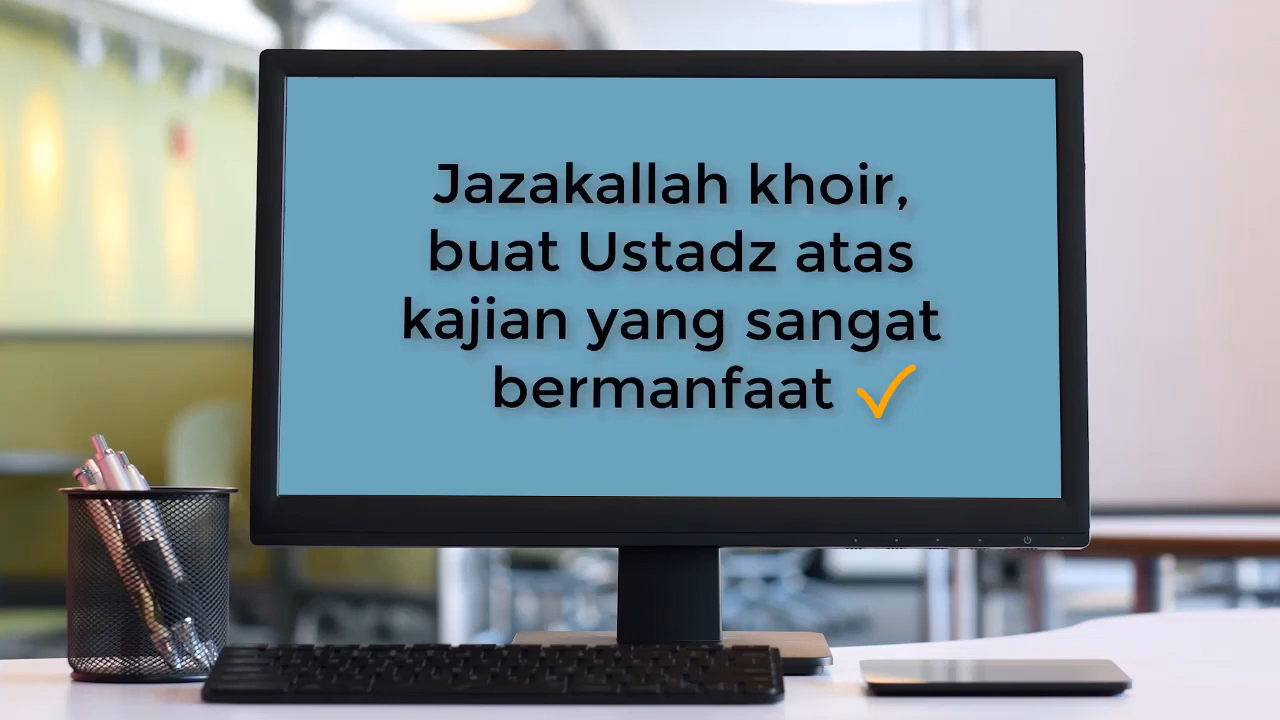 Jazakallah khoir,
buat Ustadz atas
kajian yang sangat
bermanfaat ✓